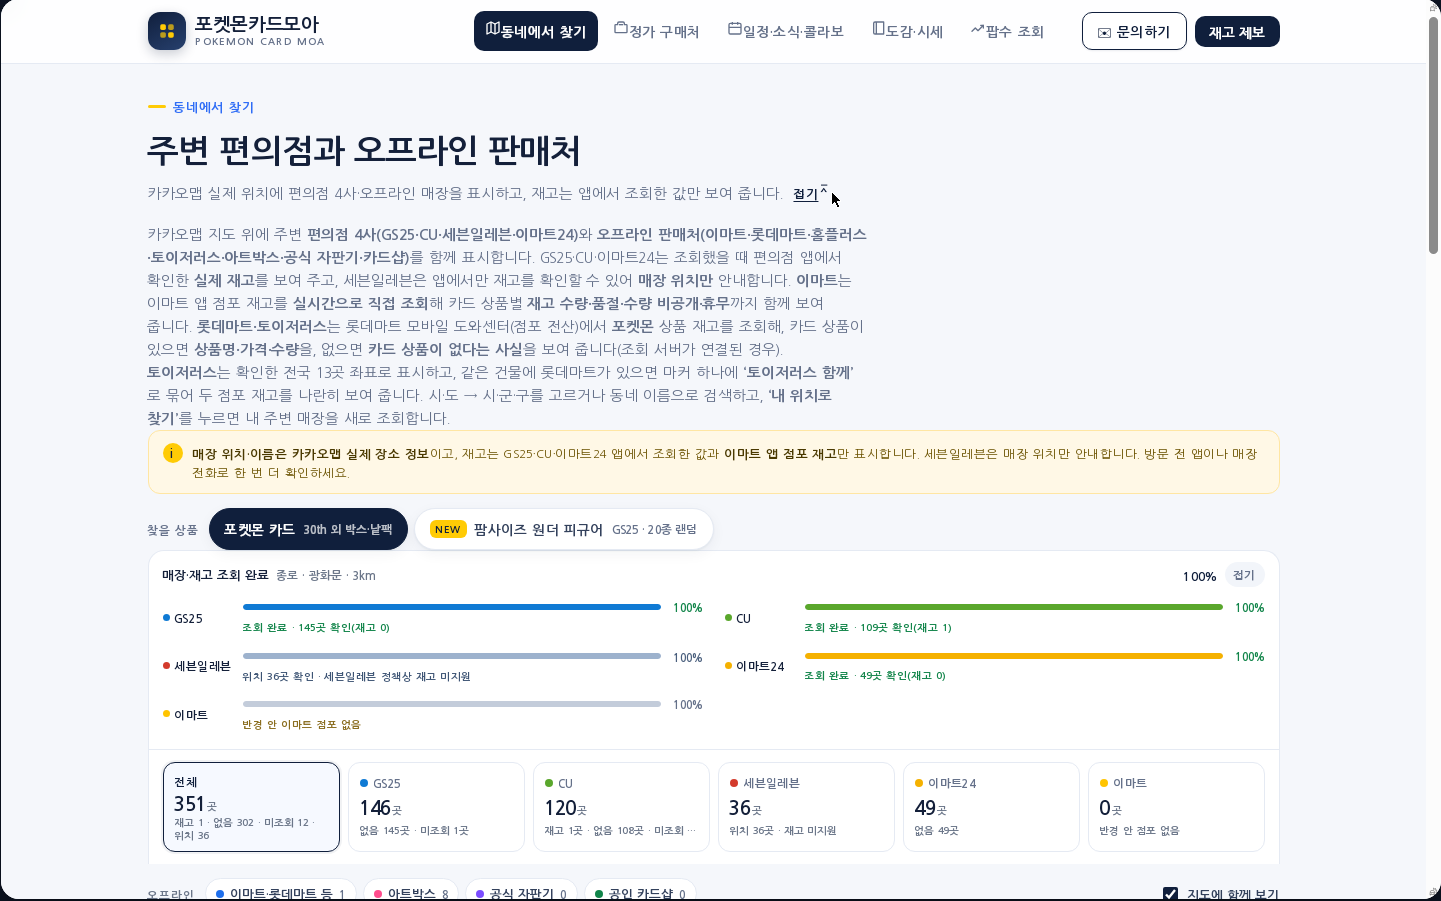 포켓몬카드모아
POKEMON CARD MOA
동네에서 찾기
정가 구매처
일정·소식·콜라보
도감·시세
팝수 조회
문의하기
재고 제보
동네에서 찾기
주변 편의점과 오프라인 판매처
카카오맵 실제 위치에 편의점 4사·오프라인 매장을 표시하고, 재고는 앱에서 조회한 값만 보여 줍니다. 접기
카카오맵 지도 위에 주변 편의점 4사(GS25·CU·세븐일레븐·이마트24)와 오프라인 판매처(이마트·롯데마트·홈플러스
·토이저러스·아트박스·공식 자판기·카드샵)를 함께 표시합니다. GS25·CU·이마트24는 조회했을 때 편의점 앱에서
확인한 실제 재고를 보여 주고, 세븐일레븐은 앱에서만 재고를 확인할 수 있어 매장 위치만 안내합니다. 이마트는
이마트 앱 점포 재고를 실시간으로 직접 조회해 카드 상품별 재고 수량·품절·수량 비공개·휴무까지 함께 보여
줍니다. 롯데마트·토이저러스는 롯데마트 모바일 도와센터(점포 전산)에서 포켓몬 상품 재고를 조회해, 카드 상품이
있으면 상품명·가격·수량을, 없으면 카드 상품이 없다는 사실을 보여 줍니다(조회 서버가 연결된 경우).
토이저러스는 확인한 전국 13곳 좌표로 표시하고, 같은 건물에 롯데마트가 있으면 마커 하나에 ‘토이저러스 함께’
로 묶어 두 점포 재고를 나란히 보여 줍니다. 시·도 → 시·군·구를 고르거나 동네 이름으로 검색하고, ‘내 위치로
찾기’를 누르면 내 주변 매장을 새로 조회합니다.
매장 위치·이름은 카카오맵 실제 장소 정보이고, 재고는 GS25·CU·이마트24 앱에서 조회한 값과 이마트 앱 점포 재고만 표시합니다. 세븐일레븐은 매장 위치만 안내합니다. 방문 전 앱이나 매장
전화로 한 번 더 확인하세요.
찾을 상품
포켓몬 카드 30th 외 박스·낱팩
NEW 팜사이즈 원더 피규어 GS25 · 20종 랜덤
매장·재고 조회 완료 종로 · 광화문 · 3km
100% 접기
GS25 100%
조회 완료 · 145곳 확인(재고 0)
CU 100%
조회 완료 · 109곳 확인(재고 1)
세븐일레븐 100%
위치 36곳 확인 · 세븐일레븐 정책상 재고 미지원
이마트24 100%
조회 완료 · 49곳 확인(재고 0)
이마트 100%
반경 안 이마트 점포 없음
전체
351곳
재고 1 · 없음 302 · 미조회 12 ·
위치 36
GS25
146곳
없음 145곳 · 미조회 1곳
CU
120곳
재고 1곳 · 없음 108곳 · 미조회 ···
세븐일레븐
36곳
위치 36곳 · 재고 미지원
이마트24
49곳
없음 49곳
이마트
0곳
반경 안 점포 없음
오프라인
이마트·롯데마트 등 1
아트박스 8
공식 자판기 0
공인 카드샵 0
지도에 함께 보기